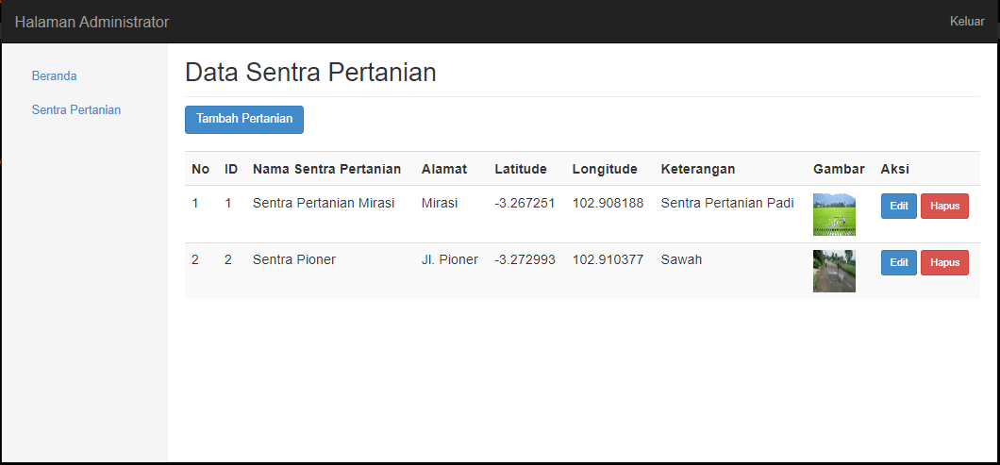 Halaman Administrator Keluar
Beranda
Sentra Pertanian
Data Sentra Pertanian
Tambah Pertanian
No ID Nama Sentra Pertanian Alamat Latitude Longitude Keterangan Gambar Aksi
1 1 Sentra Pertanian Mirasi Mirasi -3.267251 102.908188 Sentra Pertanian Padi Edit Hapus
2 2 Sentra Pioner Jl. Pioner -3.272993 102.910377 Sawah Edit Hapus